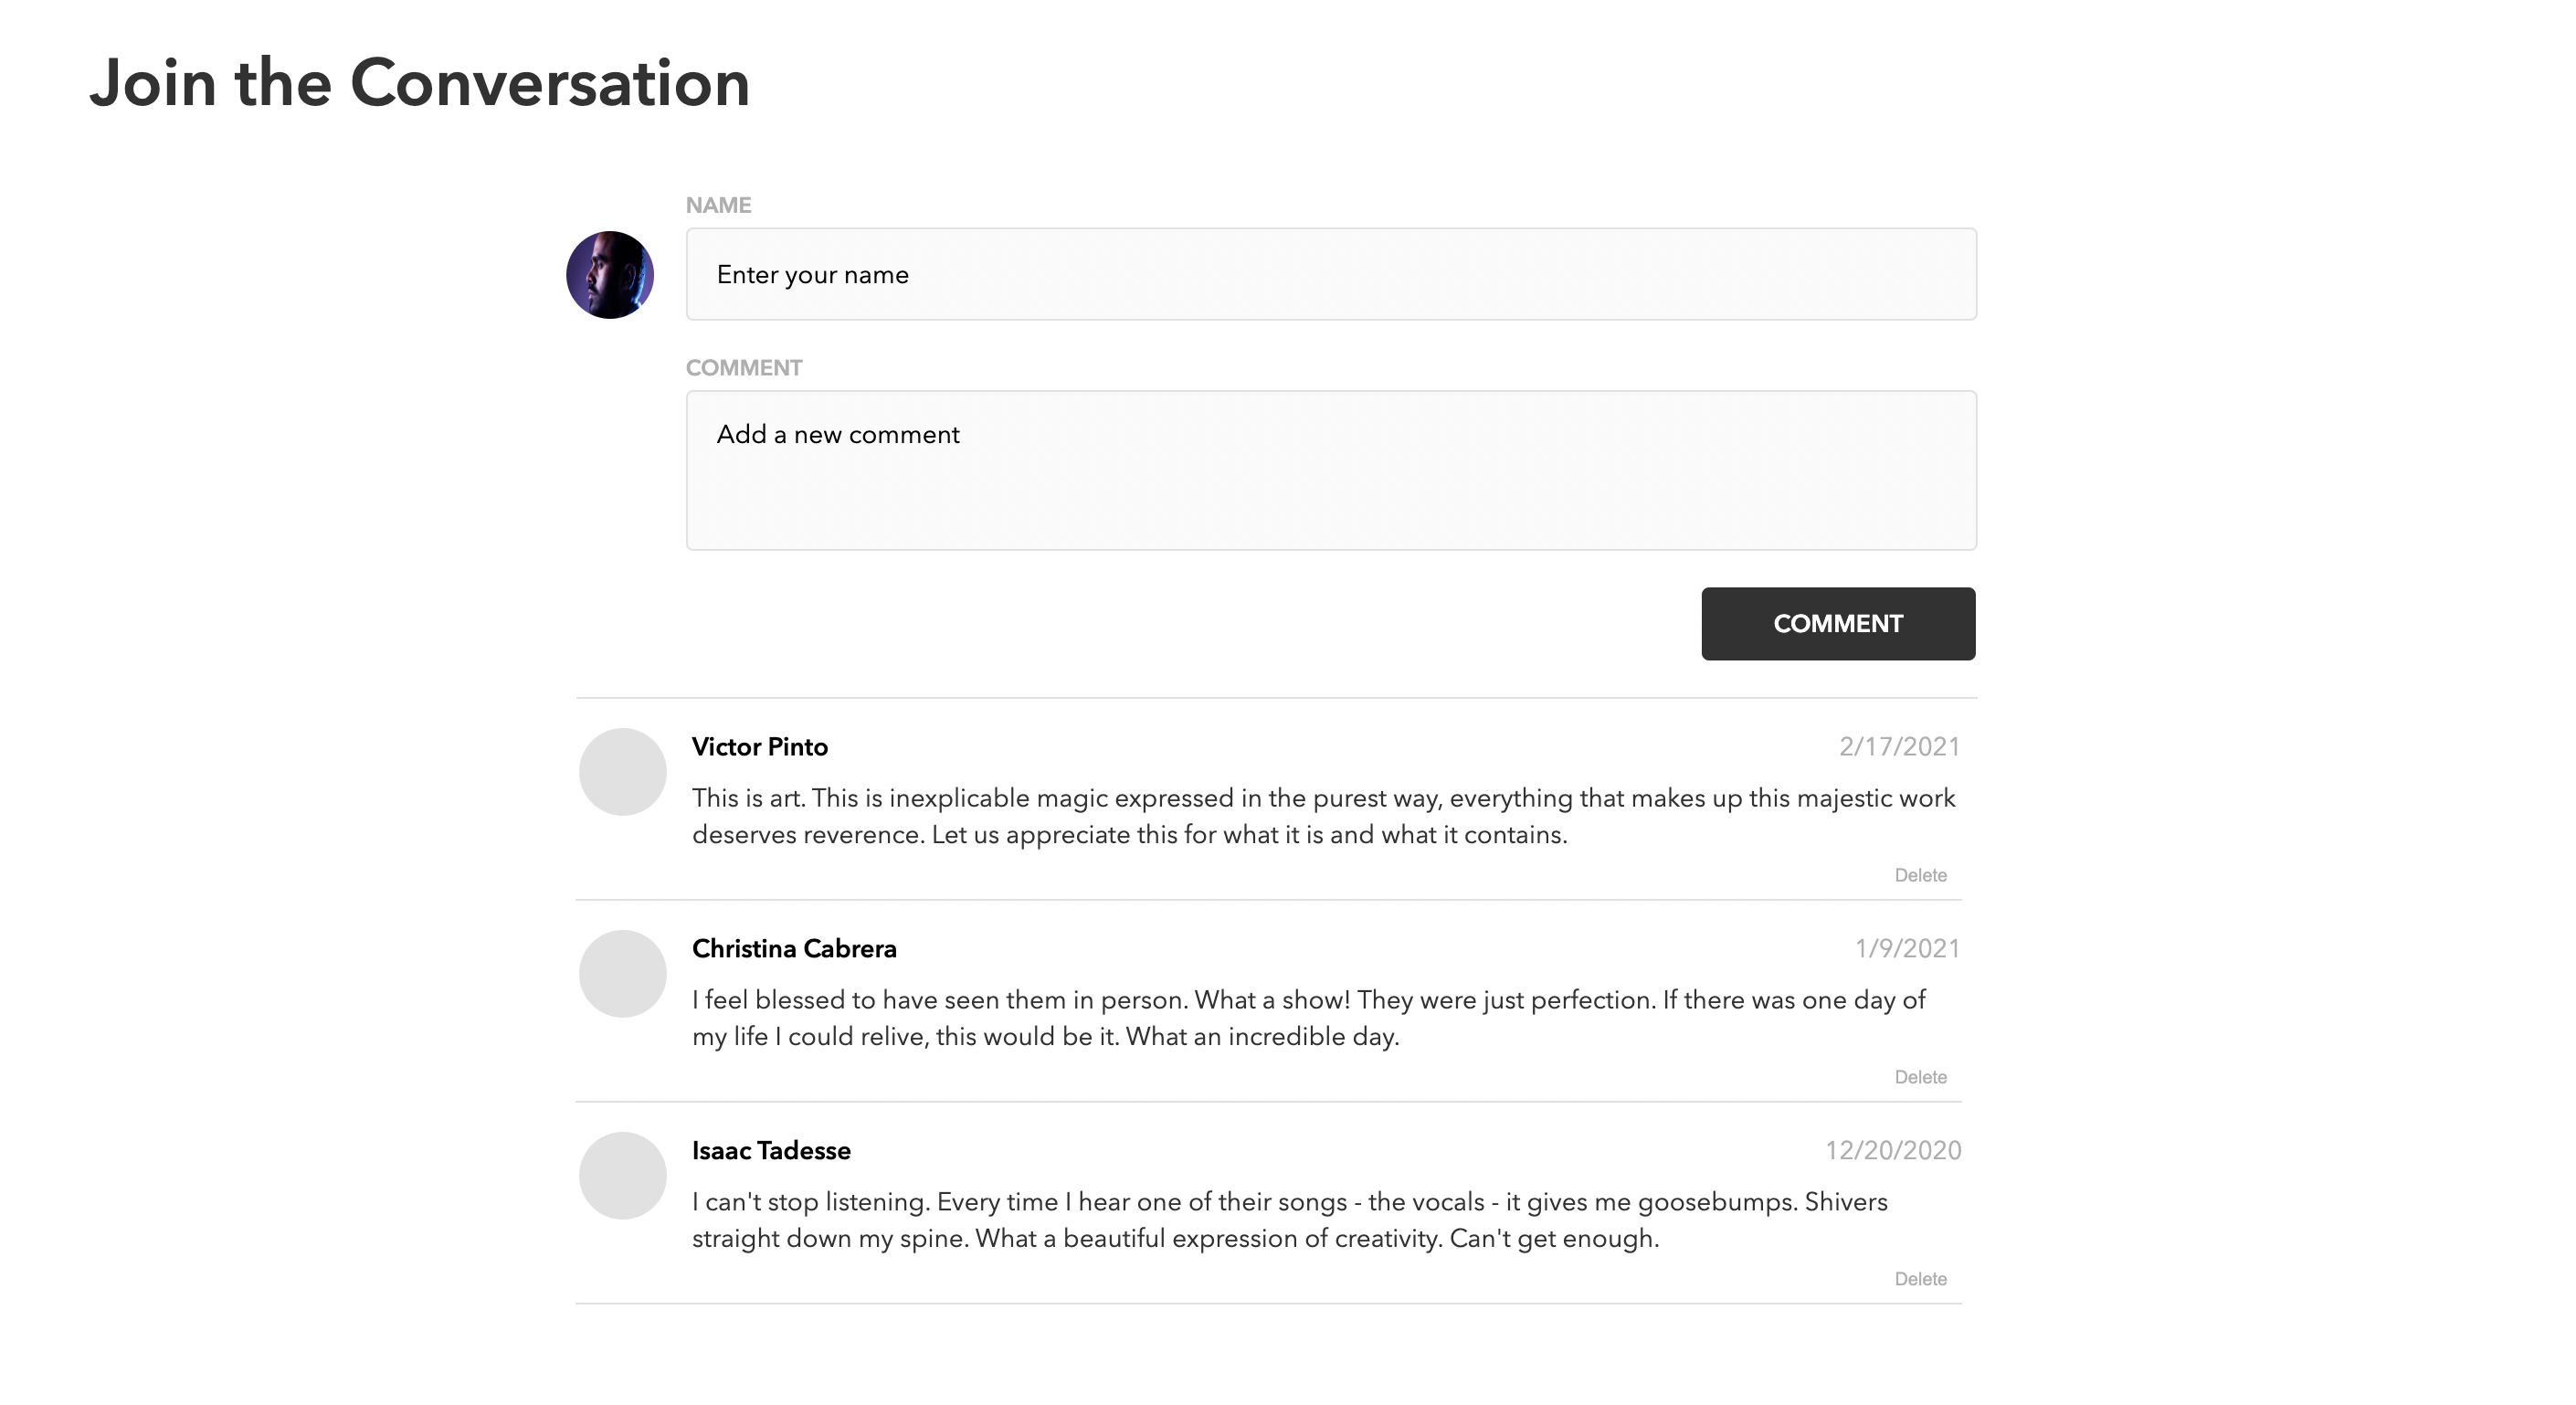 Join the Conversation
NAME
Enter your name
COMMENT
Add a new comment
COMMENT
Victor Pinto 2/17/2021
This is art. This is inexplicable magic expressed in the purest way, everything that makes up this majestic work
deserves reverence. Let us appreciate this for what it is and what it contains.
Delete
Christina Cabrera 1/9/2021
I feel blessed to have seen them in person. What a show! They were just perfection. If there was one day of
my life I could relive, this would be it. What an incredible day.
Delete
Isaac Tadesse 12/20/2020
I can't stop listening. Every time I hear one of their songs - the vocals - it gives me goosebumps. Shivers
straight down my spine. What a beautiful expression of creativity. Can't get enough.
Delete